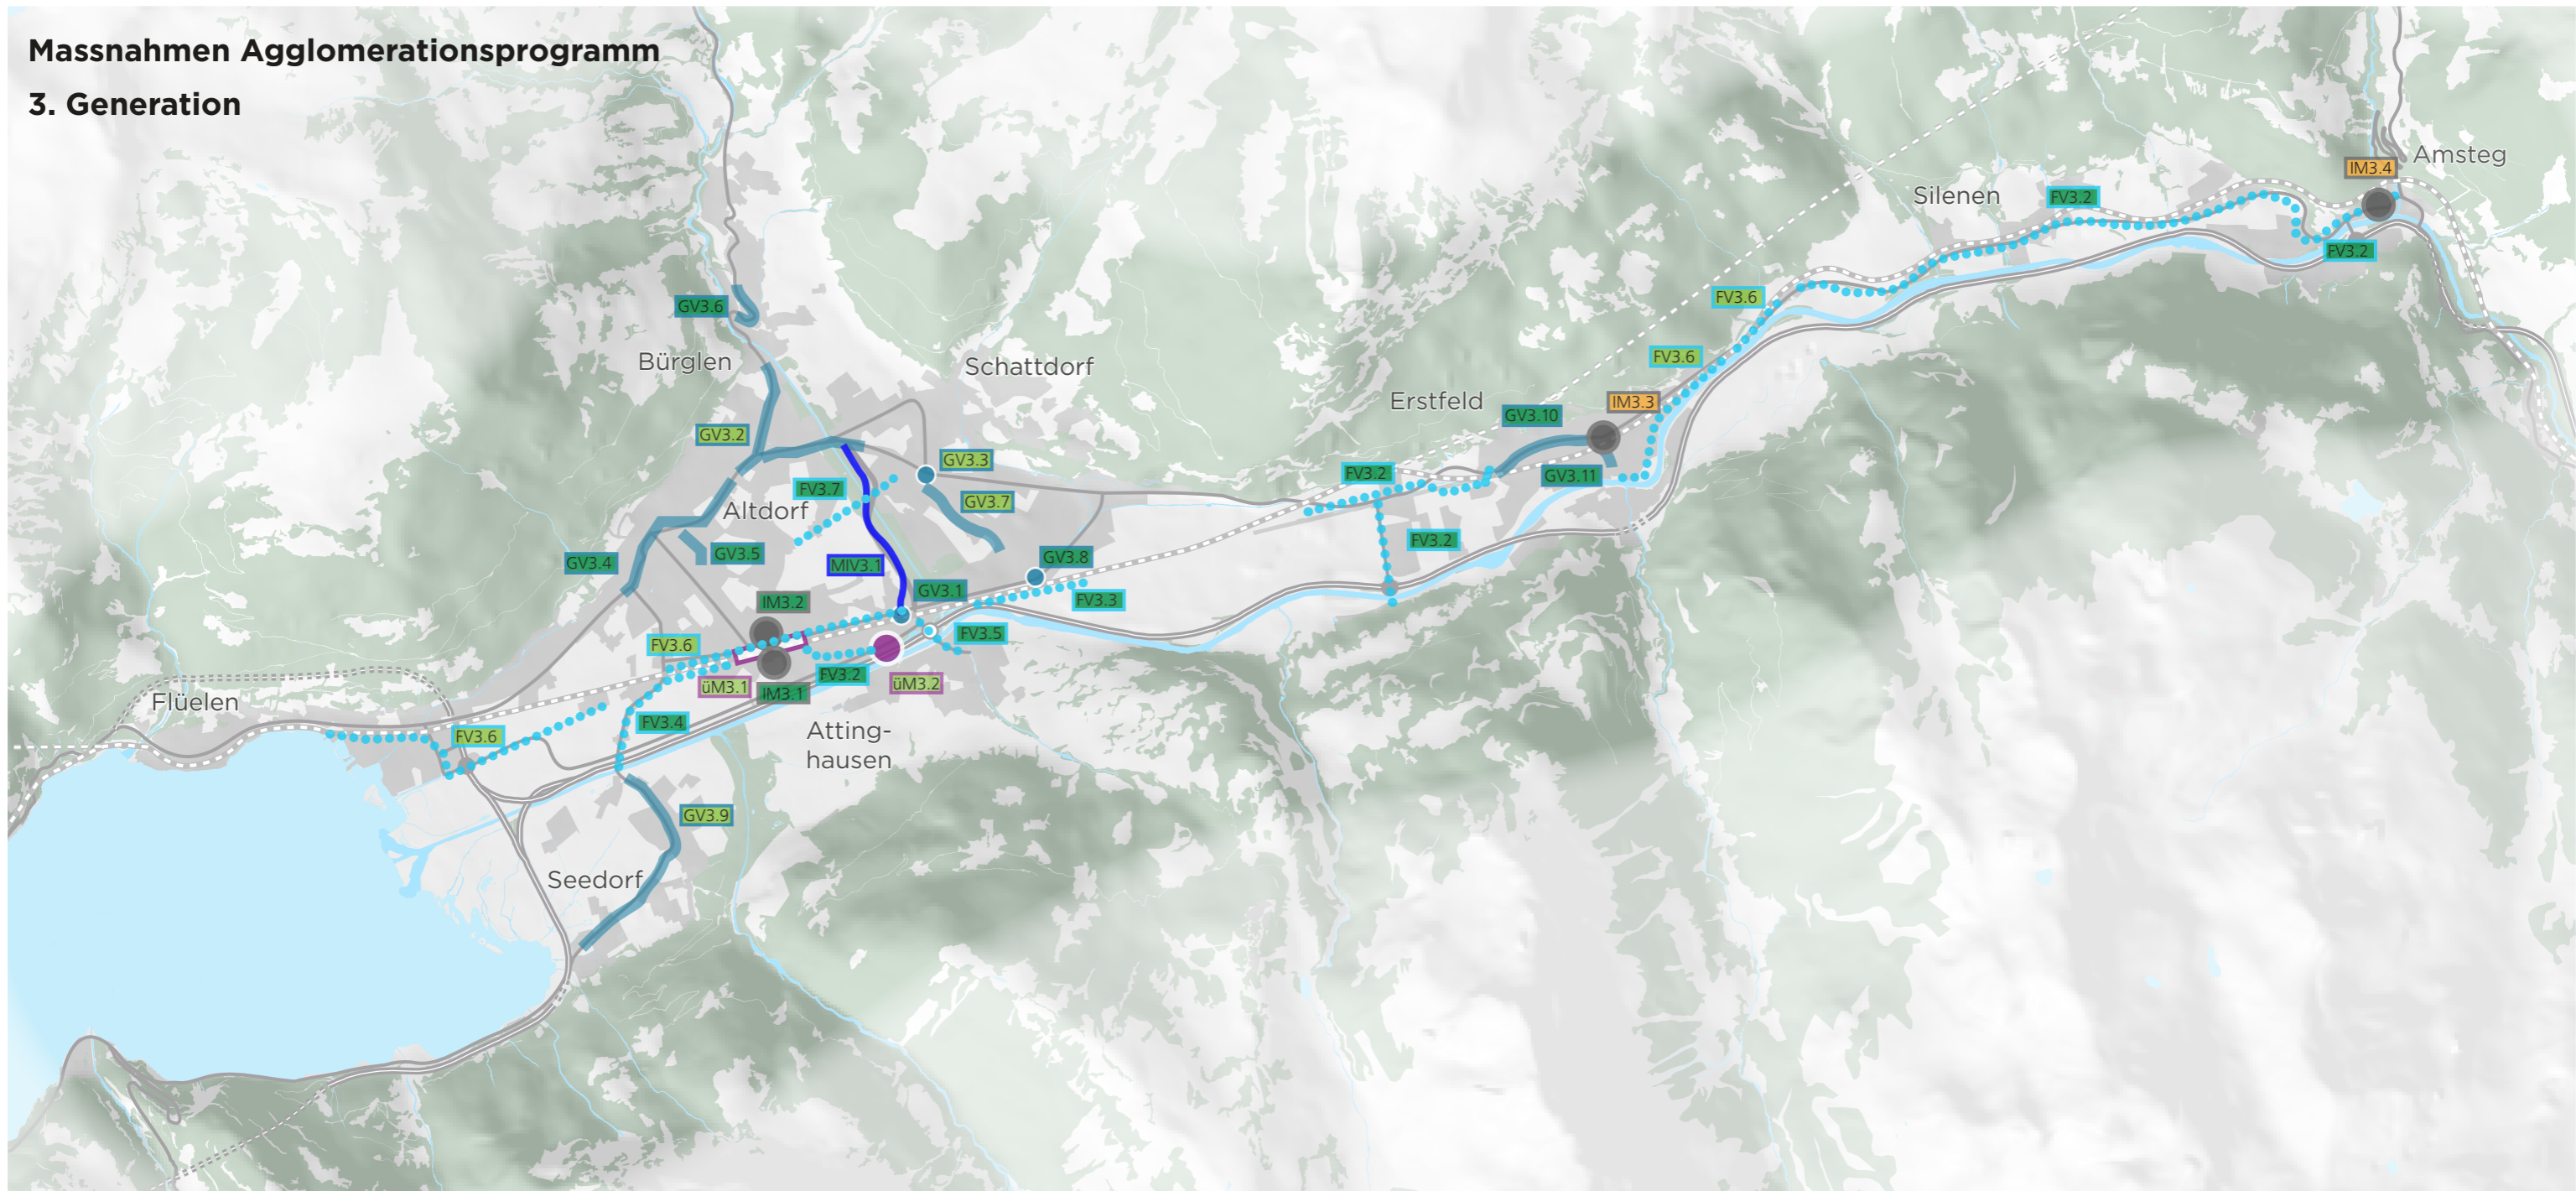 Massnahmen Agglomerationsprogramm
3. Generation
IM3.4
Amsteg
Silenen
FV3.2
FV3.2
FV3.6
GV3.6
Bürglen
Schattdorf
FV3.6
Erstfeld
IM3.3
GV3.10
GV3.2
GV3.3
FV3.2
GV3.11
FV3.7
GV3.7
Altdorf
FV3.2
GV3.4
GV3.5
MIV3.1
GV3.8
GV3.1
IM3.2
FV3.3
FV3.6
FV3.5
FV3.2
üM3.1
IM3.1
üM3.2
Flüelen
FV3.4
FV3.6
Atting-
hausen
GV3.9
Seedorf